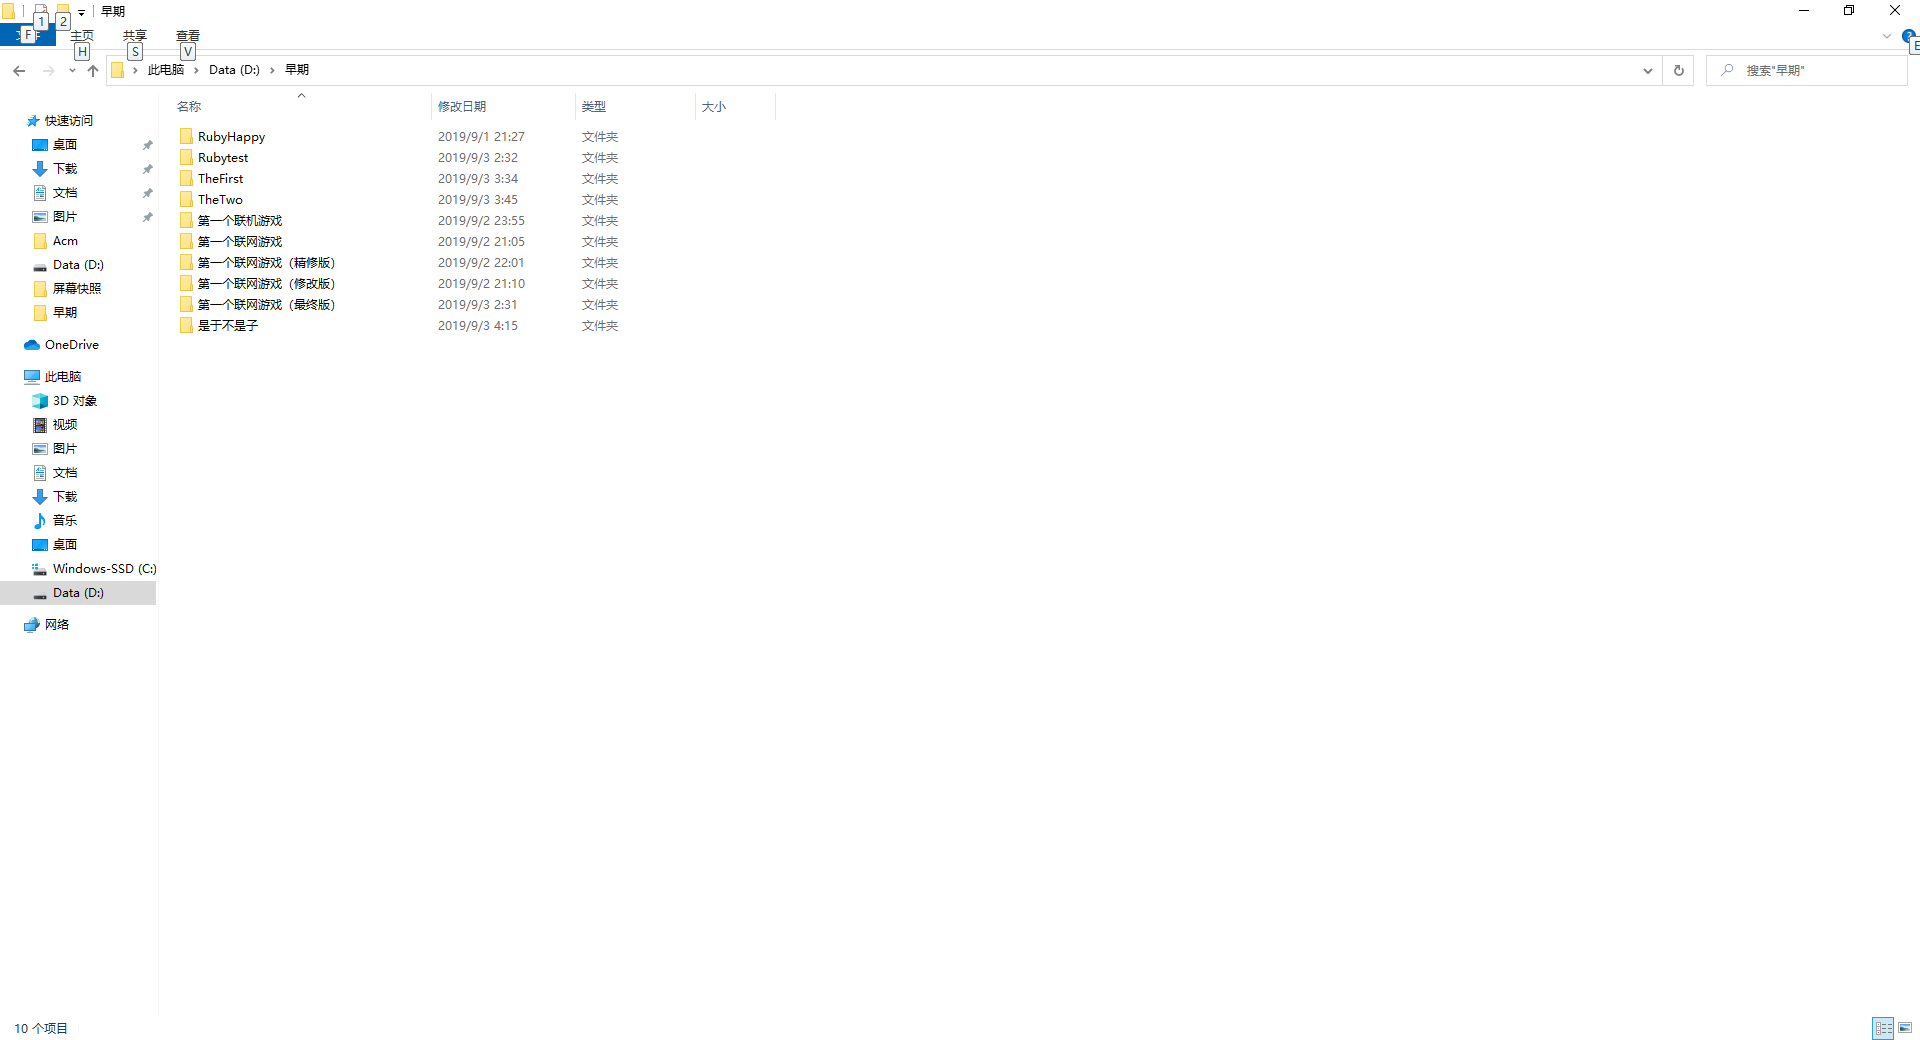 早期
1
2
文件 主页 共享 查看
F
H
S
V
E
此电脑 Data (D:) 早期
搜索"早期"
名称 修改日期 类型 大小
快速访问
桌面
下载
文档
图片
Acm
Data (D:)
屏幕快照
早期
OneDrive
此电脑
3D 对象
视频
图片
文档
下载
音乐
桌面
Windows-SSD (C:)
Data (D:)
网络
RubyHappy 2019/9/1 21:27 文件夹
Rubytest 2019/9/3 2:32 文件夹
TheFirst 2019/9/3 3:34 文件夹
TheTwo 2019/9/3 3:45 文件夹
第一个联机游戏 2019/9/2 23:55 文件夹
第一个联网游戏 2019/9/2 21:05 文件夹
第一个联网游戏（精修版） 2019/9/2 22:01 文件夹
第一个联网游戏（修改版） 2019/9/2 21:10 文件夹
第一个联网游戏（最终版） 2019/9/3 2:31 文件夹
是于不是子 2019/9/3 4:15 文件夹
10 个项目